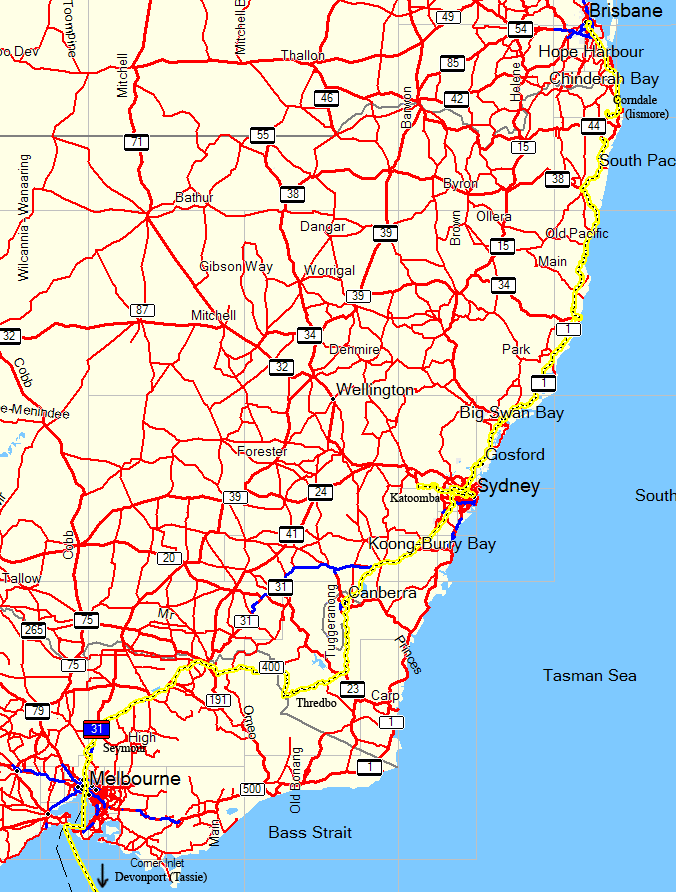 Brisbane
49
54
oo Dev
Toompine
Mitchell
Thallon
Hope Harbour
85
Helene
Chinderah Bay
46
42
Barwon
Corndale
(lismore)
44
71
55
15
South Pac
Wilcannia - Wanaaring
38
Byron
38
Bathur
Ollera
Dangar
39
Brown
Old Pacific
15
Main
Gibson Way
Worrigal
34
39
87
Mitchell
1
32
34
Denmire
Park
Cobb
32
1
e-Menindee
Wellington
Big Swan Bay
Forester
Gosford
Sydney
39
24
Katoomba
South
41
Koong-Burry Bay
Cobb
20
Tallow
31
Canberra
Tuggeranong
31
75
265
Mr
Princes
75
400
Tasman Sea
191
Thredbo
23
Carp
79
Omeo
1
31
High
Seymour
1
Melbourne
Old Bonang
500
Main
Bass Strait
Corner Inlet
Devonport (Tassie)